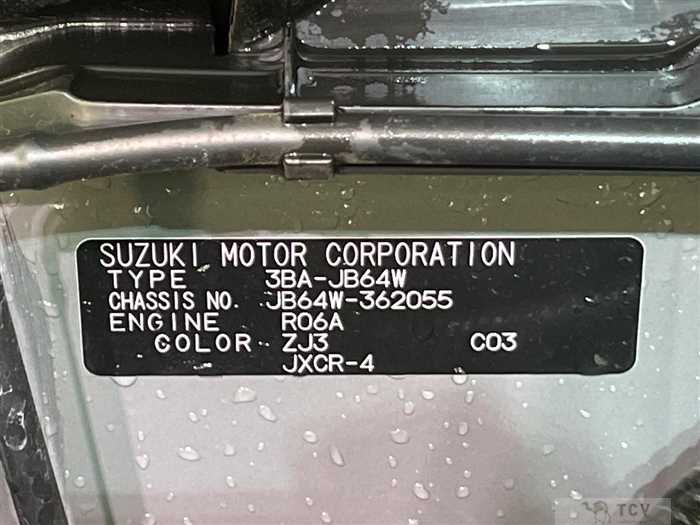 SUZUKI MOTOR CORPORATION
TYPE 3BA-JB64W
CHASSIS NO. JB64W-362055
ENGINE R06A
COLOR ZJ3 C03
JXCR-4
TCV